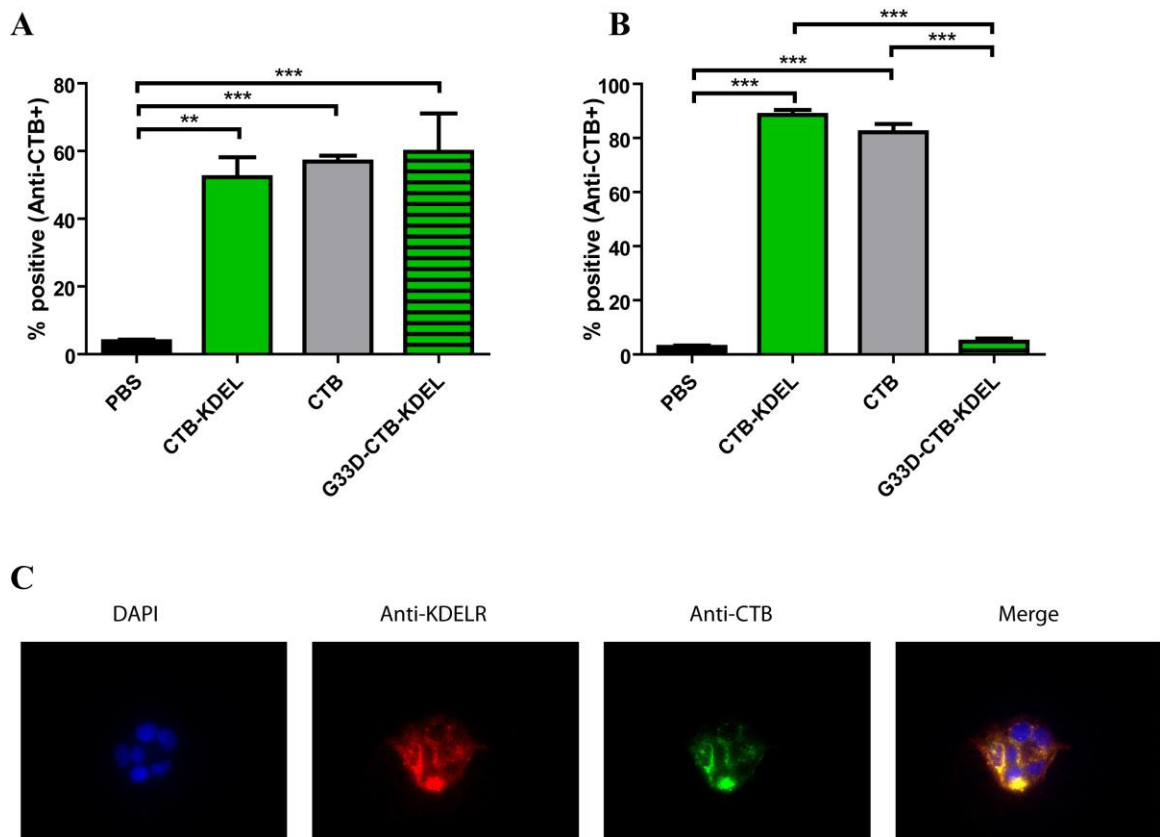 A
% positive (Anti-CTB+)
80
60
40
20
0
***
***
**
PBS
CTB-KDEL
CTB
G33D-CTB-KDEL
B
% positive (Anti-CTB+)
100
80
60
40
20
0
***
***
***
***
PBS
CTB-KDEL
CTB
G33D-CTB-KDEL
C
DAPI
Anti-KDELR
Anti-CTB
Merge